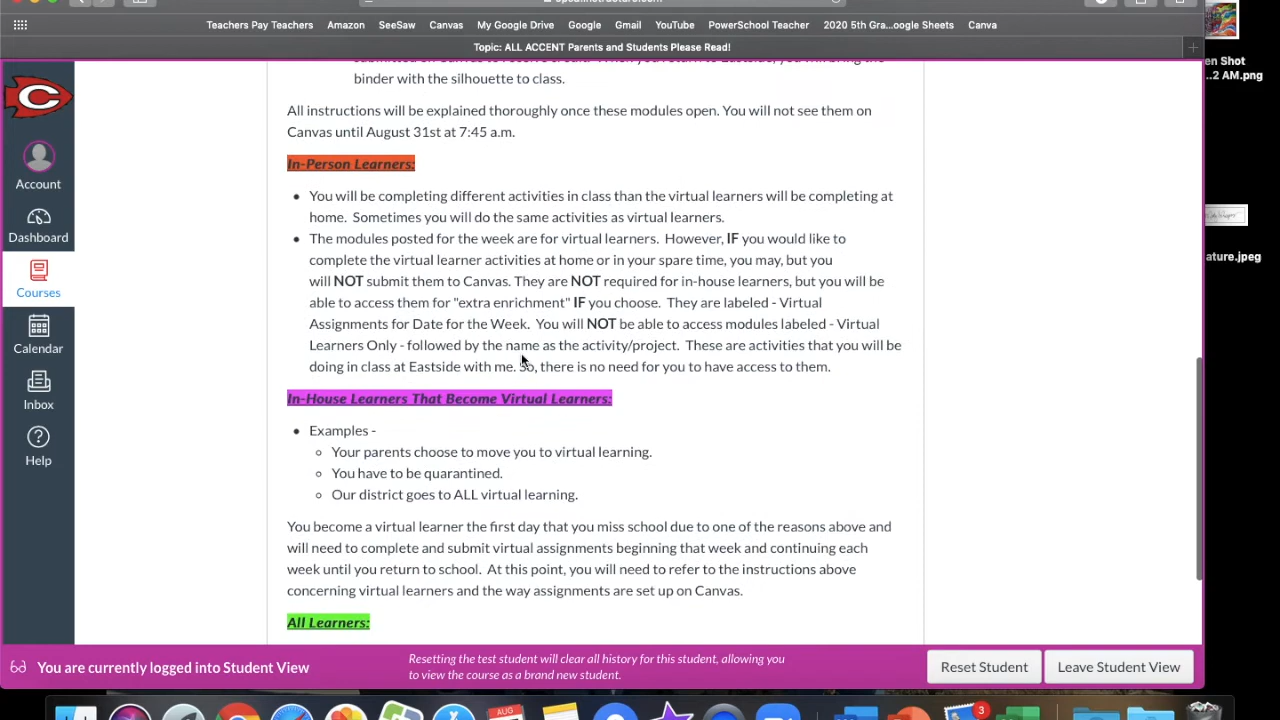 Teachers Pay Teachers Amazon SeeSaw Canvas My Google Drive Google Gmail YouTube PowerSchool Teacher 2020 5th Gra...oogle Sheets Canva
Topic: ALL ACCENT Parents and Students Please Read!
binder with the silhouette to class.
All instructions will be explained thoroughly once these modules open. You will not see them on
Canvas until August 31st at 7:45 a.m.
In-Person Learners:
You will be completing different activities in class than the virtual learners will be completing at
home. Sometimes you will do the same activities as virtual learners.
The modules posted for the week are for virtual learners. However, IF you would like to
complete the virtual learner activities at home or in your spare time, you may, but you
will NOT submit them to Canvas. They are NOT required for in-house learners, but you will be
able to access them for "extra enrichment" IF you choose. They are labeled - Virtual
Assignments for Date for the Week. You will NOT be able to access modules labeled - Virtual
Learners Only - followed by the name as the activity/project. These are activities that you will be
doing in class at Eastside with me. So, there is no need for you to have access to them.
In-House Learners That Become Virtual Learners:
Examples -
Your parents choose to move you to virtual learning.
You have to be quarantined.
Our district goes to ALL virtual learning.
You become a virtual learner the first day that you miss school due to one of the reasons above and
will need to complete and submit virtual assignments beginning that week and continuing each
week until you return to school. At this point, you will need to refer to the instructions above
concerning virtual learners and the way assignments are set up on Canvas.
All Learners:
C
Account
Dashboard
Courses
Calendar
Inbox
Help
You are currently logged into Student View
Resetting the test student will clear all history for this student, allowing you
to view the course as a brand new student.
Reset Student
Leave Student View
en Shot
...2 AM.png
ature.jpeg
AUG
3